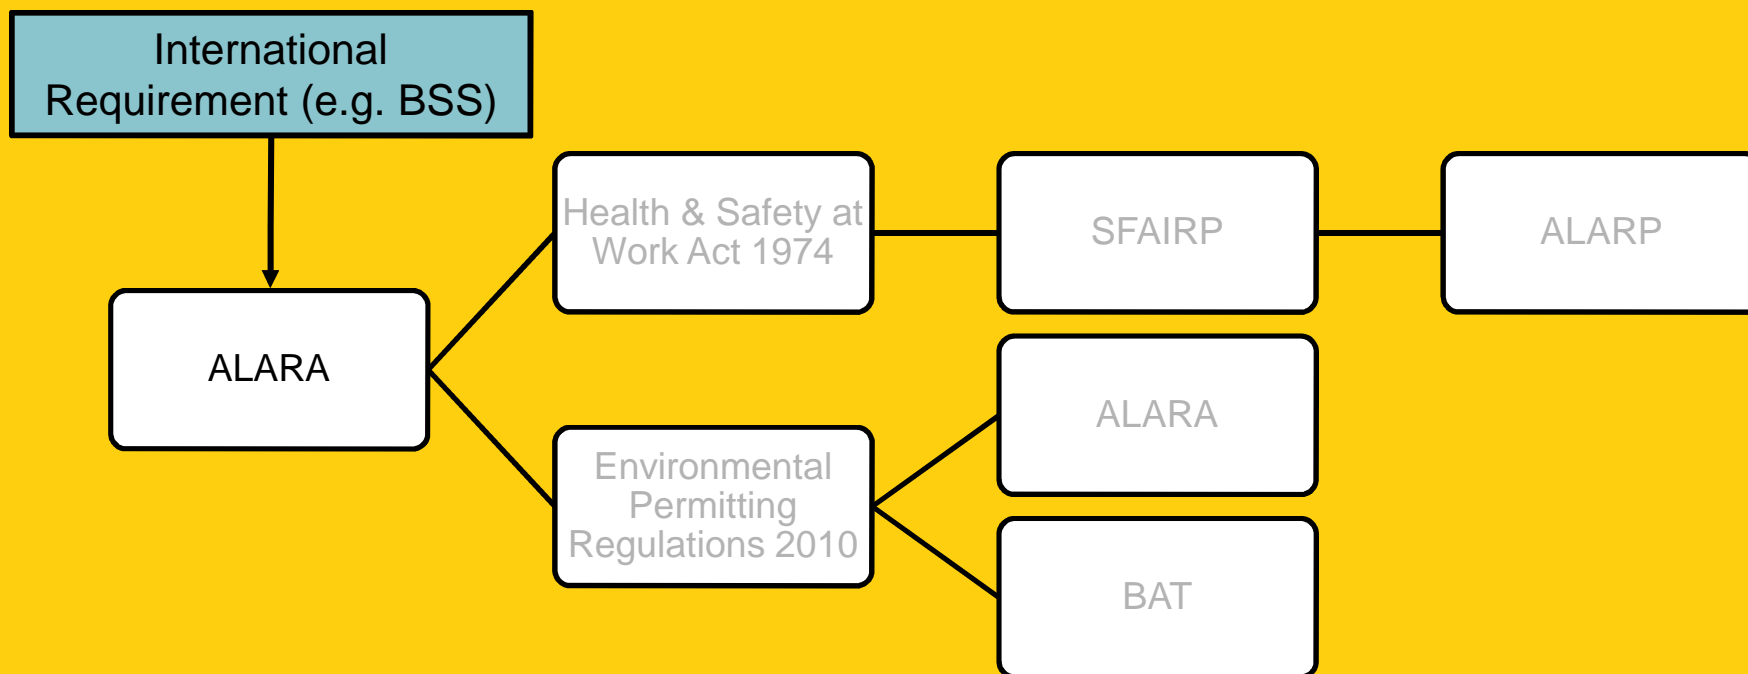 International
Requirement (e.g. BSS)
Health & Safety at
Work Act 1974
SFAIRP
ALARP
ALARA
ALARA
Environmental
Permitting
Regulations 2010
BAT